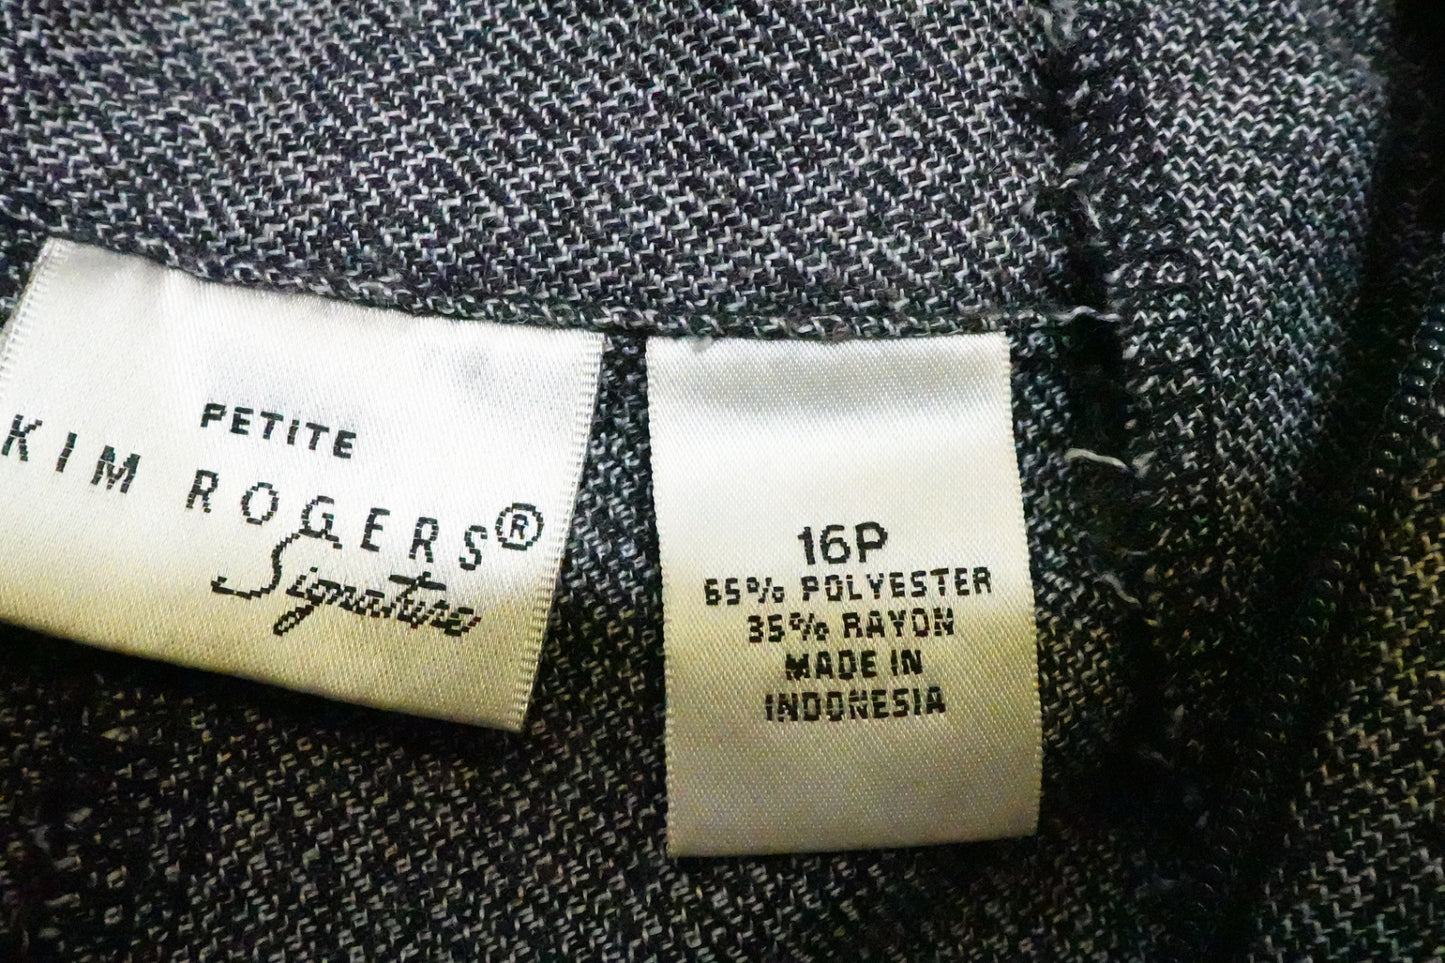 PETITE
KIM ROGERS®
Signature
16P
65% POLYESTER
35% RAYON
MADE IN
INDONESIA